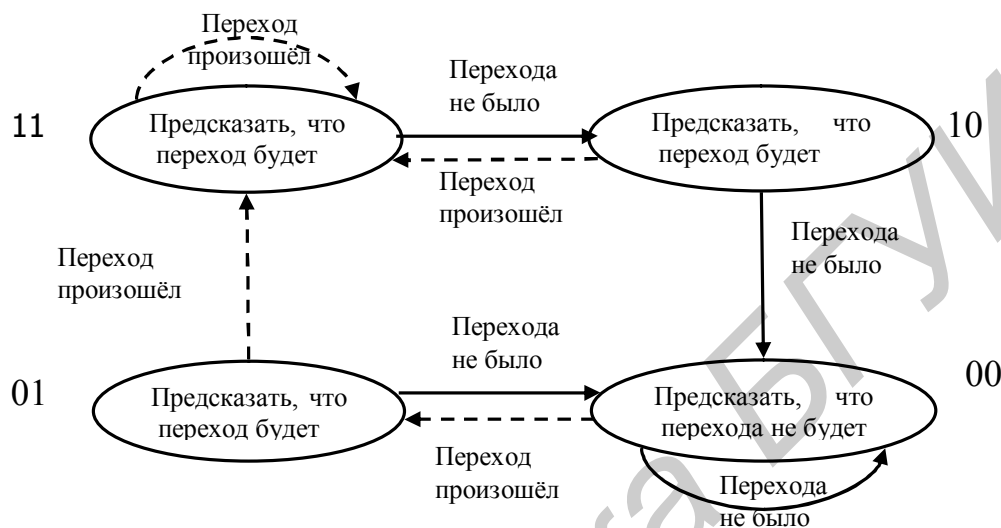 Переход
произошёл
Перехода
не было
11
Предсказать, что
переход будет
Предсказать, что
переход будет
10
Переход
произошёл
Переход
произошёл
Перехода
не было
Перехода
не было
01
Предсказать, что
переход будет
Предсказать, что
перехода не будет
00
Переход
произошёл
Перехода
не было